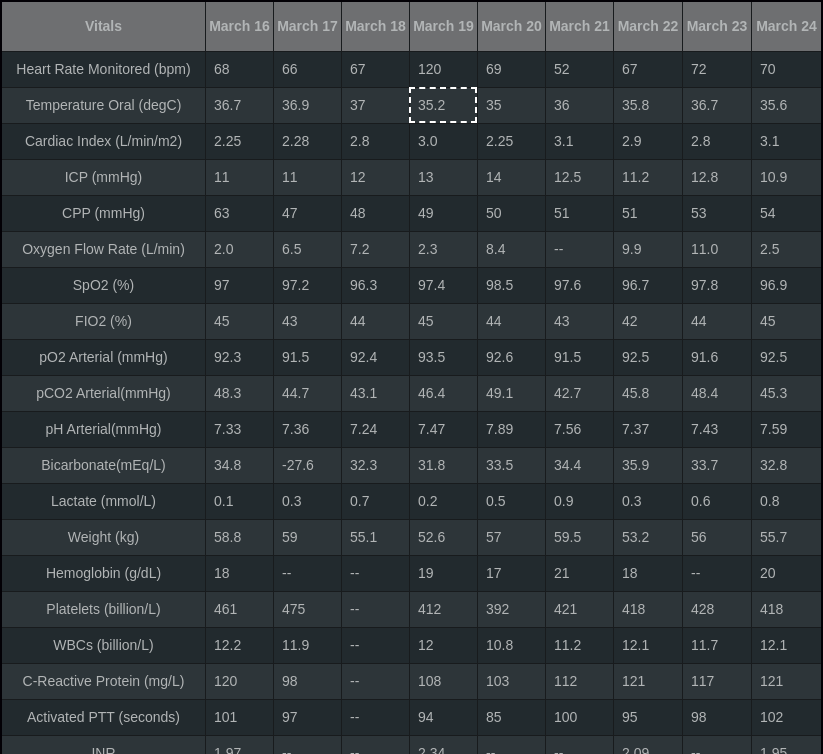 Vitals March 16 March 17 March 18 March 19 March 20 March 21 March 22 March 23 March 24
Heart Rate Monitored (bpm) 68 66 67 120 69 52 67 72 70
Temperature Oral (degC) 36.7 36.9 37 35.2 35 36 35.8 36.7 35.6
Cardiac Index (L/min/m2) 2.25 2.28 2.8 3.0 2.25 3.1 2.9 2.8 3.1
ICP (mmHg) 11 11 12 13 14 12.5 11.2 12.8 10.9
CPP (mmHg) 63 47 48 49 50 51 51 53 54
Oxygen Flow Rate (L/min) 2.0 6.5 7.2 2.3 8.4 -- 9.9 11.0 2.5
SpO2 (%) 97 97.2 96.3 97.4 98.5 97.6 96.7 97.8 96.9
FIO2 (%) 45 43 44 45 44 43 42 44 45
pO2 Arterial (mmHg) 92.3 91.5 92.4 93.5 92.6 91.5 92.5 91.6 92.5
pCO2 Arterial(mmHg) 48.3 44.7 43.1 46.4 49.1 42.7 45.8 48.4 45.3
pH Arterial(mmHg) 7.33 7.36 7.24 7.47 7.89 7.56 7.37 7.43 7.59
Bicarbonate(mEq/L) 34.8 -27.6 32.3 31.8 33.5 34.4 35.9 33.7 32.8
Lactate (mmol/L) 0.1 0.3 0.7 0.2 0.5 0.9 0.3 0.6 0.8
Weight (kg) 58.8 59 55.1 52.6 57 59.5 53.2 56 55.7
Hemoglobin (g/dL) 18 -- -- 19 17 21 18 -- 20
Platelets (billion/L) 461 475 -- 412 392 421 418 428 418
WBCs (billion/L) 12.2 11.9 -- 12 10.8 11.2 12.1 11.7 12.1
C-Reactive Protein (mg/L) 120 98 -- 108 103 112 121 117 121
Activated PTT (seconds) 101 97 -- 94 85 100 95 98 102
INR 1.97 -- -- 2.34 -- -- 2.09 -- 1.95